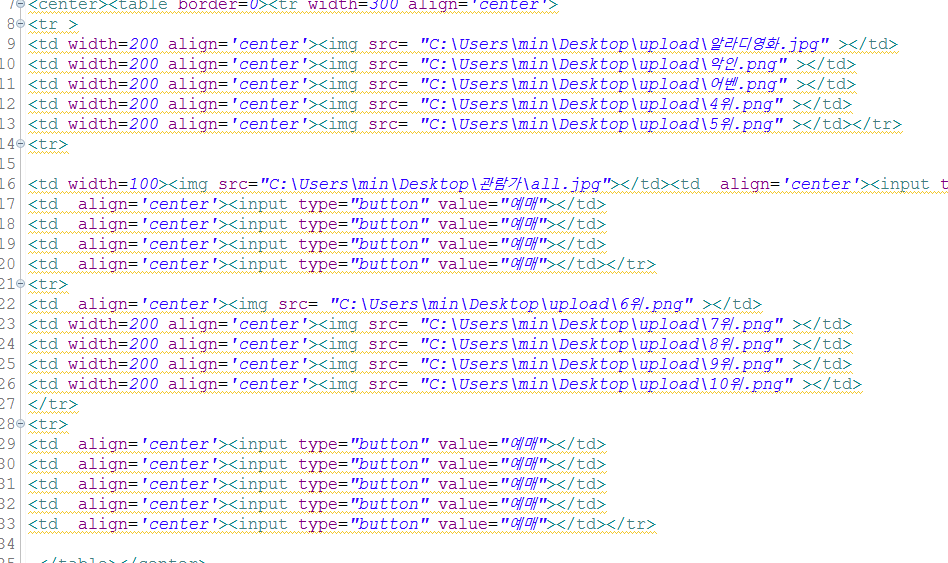 7 <center><table border=0><tr width=300 align='center'>
8 <tr >
9 <td width=200 align='center'><img src= "C:\Users\min\Desktop\upload\알라디영화.jpg" ></td>
10 <td width=200 align='center'><img src= "C:\Users\min\Desktop\upload\악인.png" ></td>
11 <td width=200 align='center'><img src= "C:\Users\min\Desktop\upload\어벤.png" ></td>
12 <td width=200 align='center'><img src= "C:\Users\min\Desktop\upload\4위.png" ></td>
13 <td width=200 align='center'><img src= "C:\Users\min\Desktop\upload\5위.png" ></td></tr>
14 <tr>
15
16 <td width=100><img src="C:\Users\min\Desktop\관람가\all.jpg"></td><td  align='center'><input t
17 <td  align='center'><input type="button" value="예매"></td>
18 <td  align='center'><input type="button" value="예매"></td>
19 <td  align='center'><input type="button" value="예매"></td>
20 <td  align='center'><input type="button" value="예매"></td></tr>
21 <tr>
22 <td  align='center'><img src= "C:\Users\min\Desktop\upload\6위.png" ></td>
23 <td width=200 align='center'><img src= "C:\Users\min\Desktop\upload\7위.png" ></td>
24 <td width=200 align='center'><img src= "C:\Users\min\Desktop\upload\8위.png" ></td>
25 <td width=200 align='center'><img src= "C:\Users\min\Desktop\upload\9위.png" ></td>
26 <td width=200 align='center'><img src= "C:\Users\min\Desktop\upload\10위.png" ></td>
27 </tr>
28 <tr>
29 <td  align='center'><input type="button" value="예매"></td>
30 <td  align='center'><input type="button" value="예매"></td>
31 <td  align='center'><input type="button" value="예매"></td>
32 <td  align='center'><input type="button" value="예매"></td>
33 <td  align='center'><input type="button" value="예매"></td></tr>
34
35 </table></center>